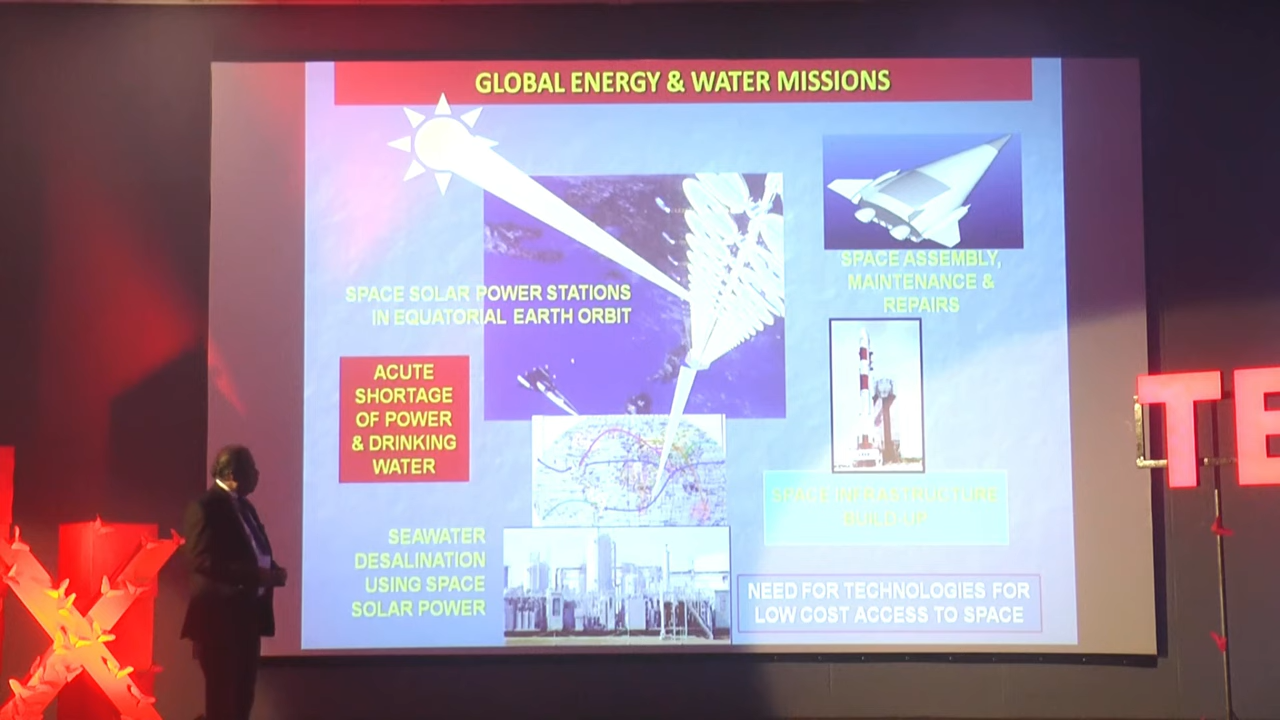 GLOBAL ENERGY & WATER MISSIONS
SPACE SOLAR POWER STATIONS
IN EQUATORIAL EARTH ORBIT
SPACE ASSEMBLY,
MAINTENANCE &
REPAIRS
ACUTE
SHORTAGE
OF POWER
& DRINKING
WATER
SPACE INFRASTRUCTURE
BUILD UP
SEAWATER
DESALINATION
USING SPACE
SOLAR POWER
NEED FOR TECHNOLOGIES FOR
LOW COST ACCESS TO SPACE
TE
X